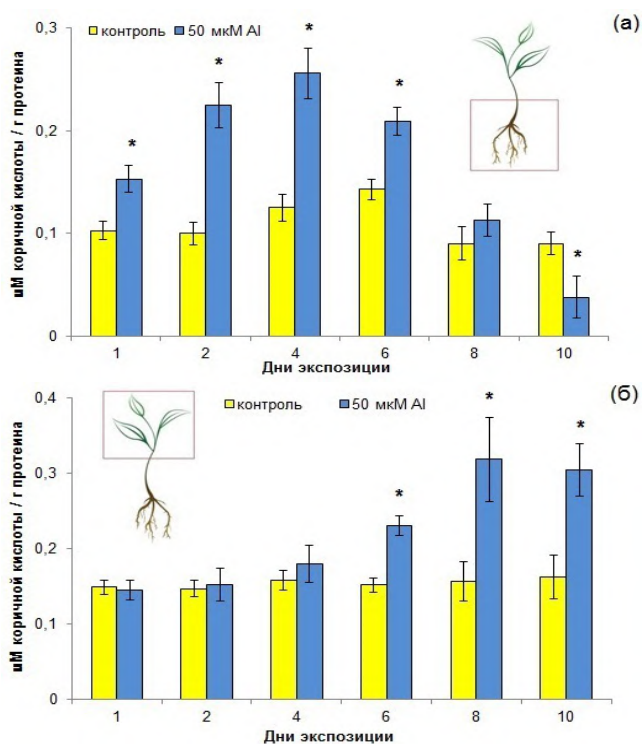 (а)
контроль 50 мкМ Al
0,3
0,2
0,1
0
* * * * *
uМ коричной кислоты / г протеина
1 2 4 6 8 10
Дни экспозиции
(б)
контроль 50 мкМ Al
0,4
0,3
0,2
0,1
0
* * *
uМ коричной кислоты / г протеина
1 2 4 6 8 10
Дни экспозиции